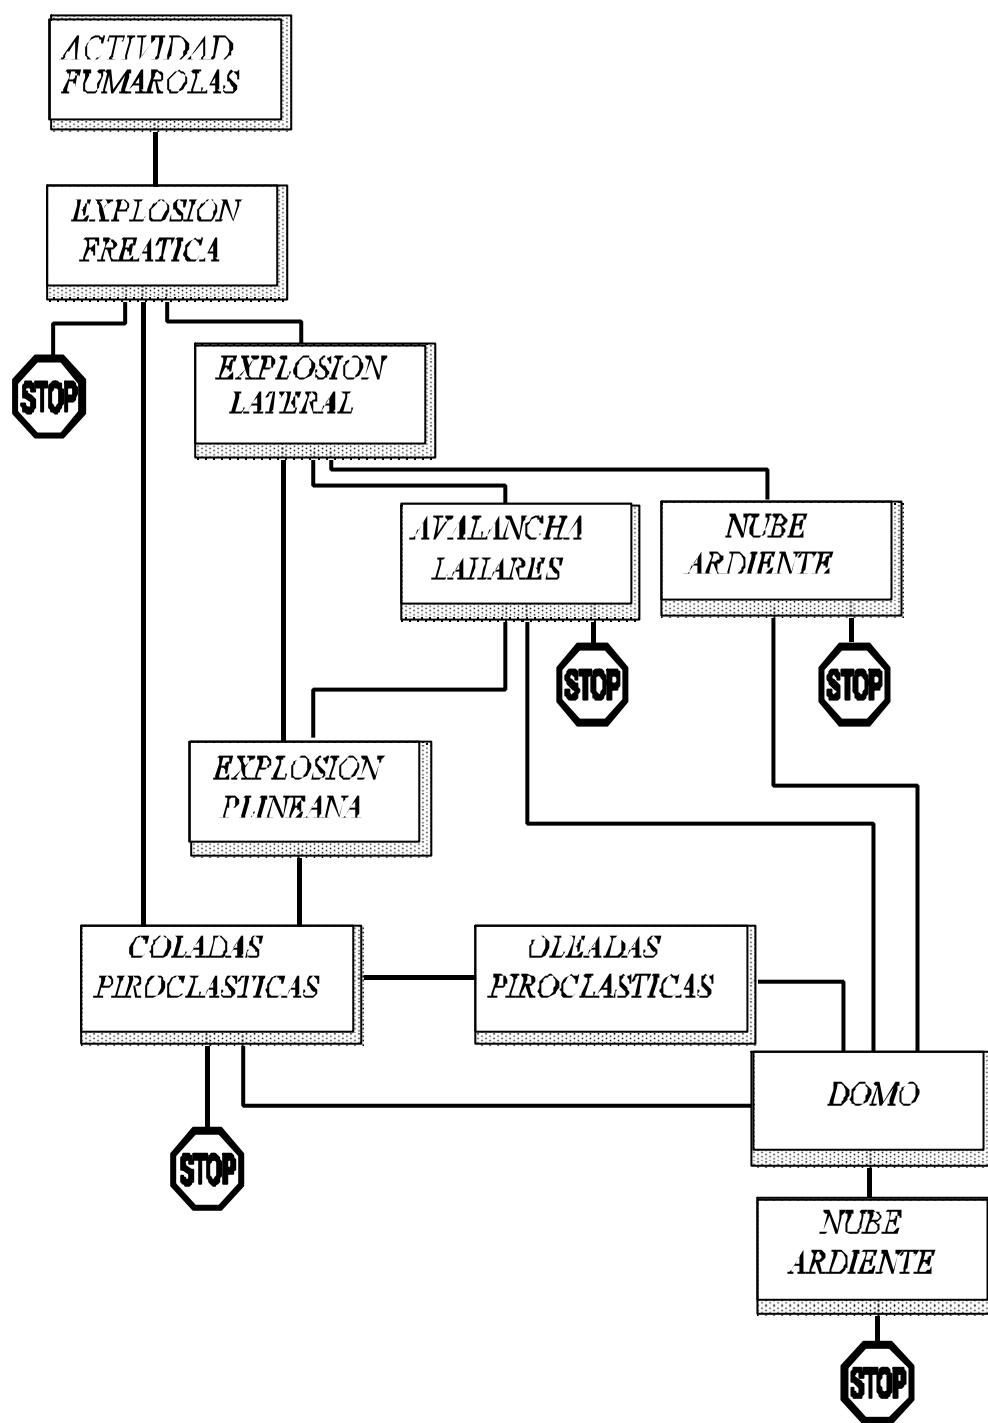 ACTIVIDAD
FUMAROLAS
EXPLOSION
FREATICA
STOP
EXPLOSION
LATERAL
AVALANCHA
LAHARES
NUBE
ARDIENTE
STOP
STOP
EXPLOSION
PLINEANA
COLADAS
PIROCLASTICAS
OLEADAS
PIROCLASTICAS
DOMO
STOP
NUBE
ARDIENTE
STOP